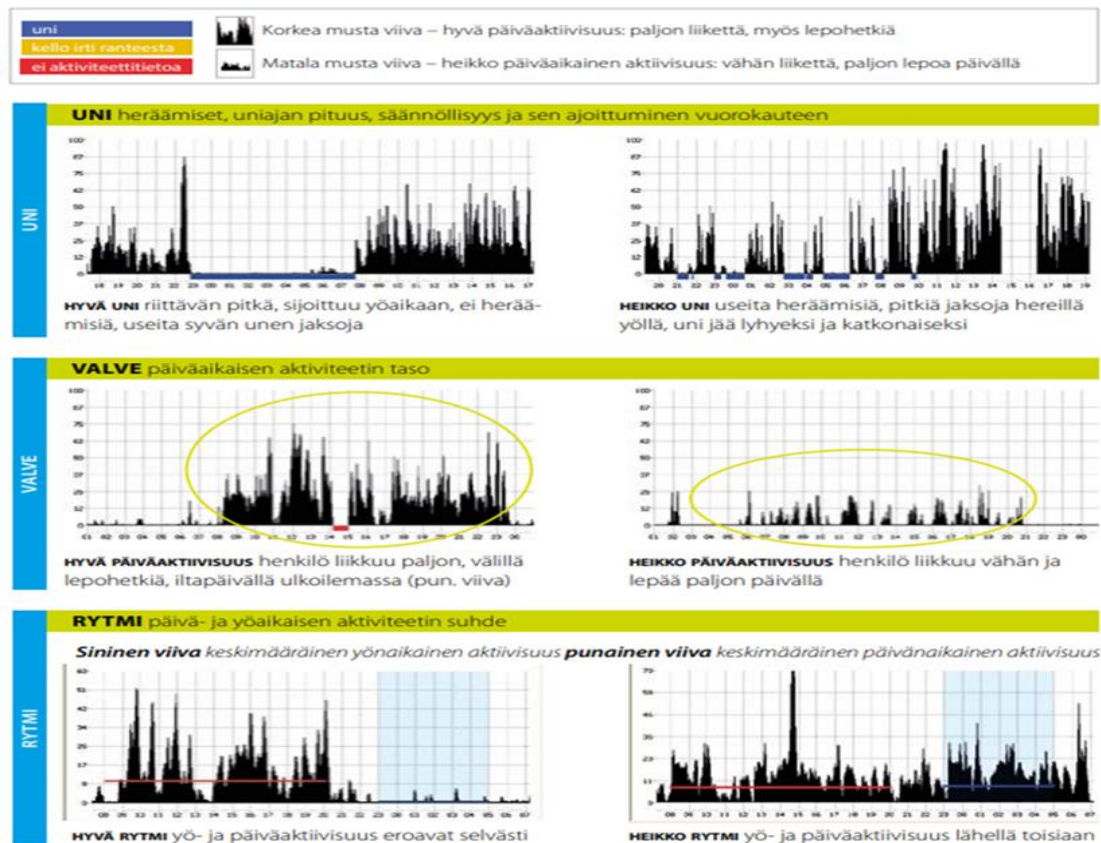 uni
kello irti ranteesta
ei aktiviteettitietoa
Korkea musta viiva – hyvä päiväaktiivisuus: paljon liikettä, myös lepohetkiä
Matala musta viiva – heikko päiväaikainen aktiivisuus: vähän liikettä, paljon lepoa päivällä
UNI
UNI heräämiset, uniajan pituus, säännöllisyys ja sen ajoittuminen vuorokauteen
HYVÄ UNI riittävän pitkä, sijoittuu yöaikaan, ei herää-
misiä, useita syvän unen jaksoja
HEIKKO UNI useita heräämisiä, pitkiä jaksoja hereillä
yöllä, uni jää lyhyeksi ja katkonaiseksi
VALVE
VALVE päiväaikaisen aktiviteetin taso
HYVÄ PÄIVÄAKTIIVISUUS henkilö liikkuu paljon, välillä
lepohetkiä, iltapäivällä ulkoilemassa (pun. viiva)
HEIKKO PÄIVÄAKTIIVISUUS henkilö liikkuu vähän ja
lepää paljon päivällä
RYTMI
RYTMI päivä- ja yöaikaisen aktiviteetin suhde
Sininen viiva keskimääräinen yönaikainen aktiivisuus punainen viiva keskimääräinen päivänaikainen aktiivisuus
HYVÄ RYTMI yö- ja päiväaktiivisuus eroavat selvästi
HEIKKO RYTMI yö- ja päiväaktiivisuus lähellä toisiaan